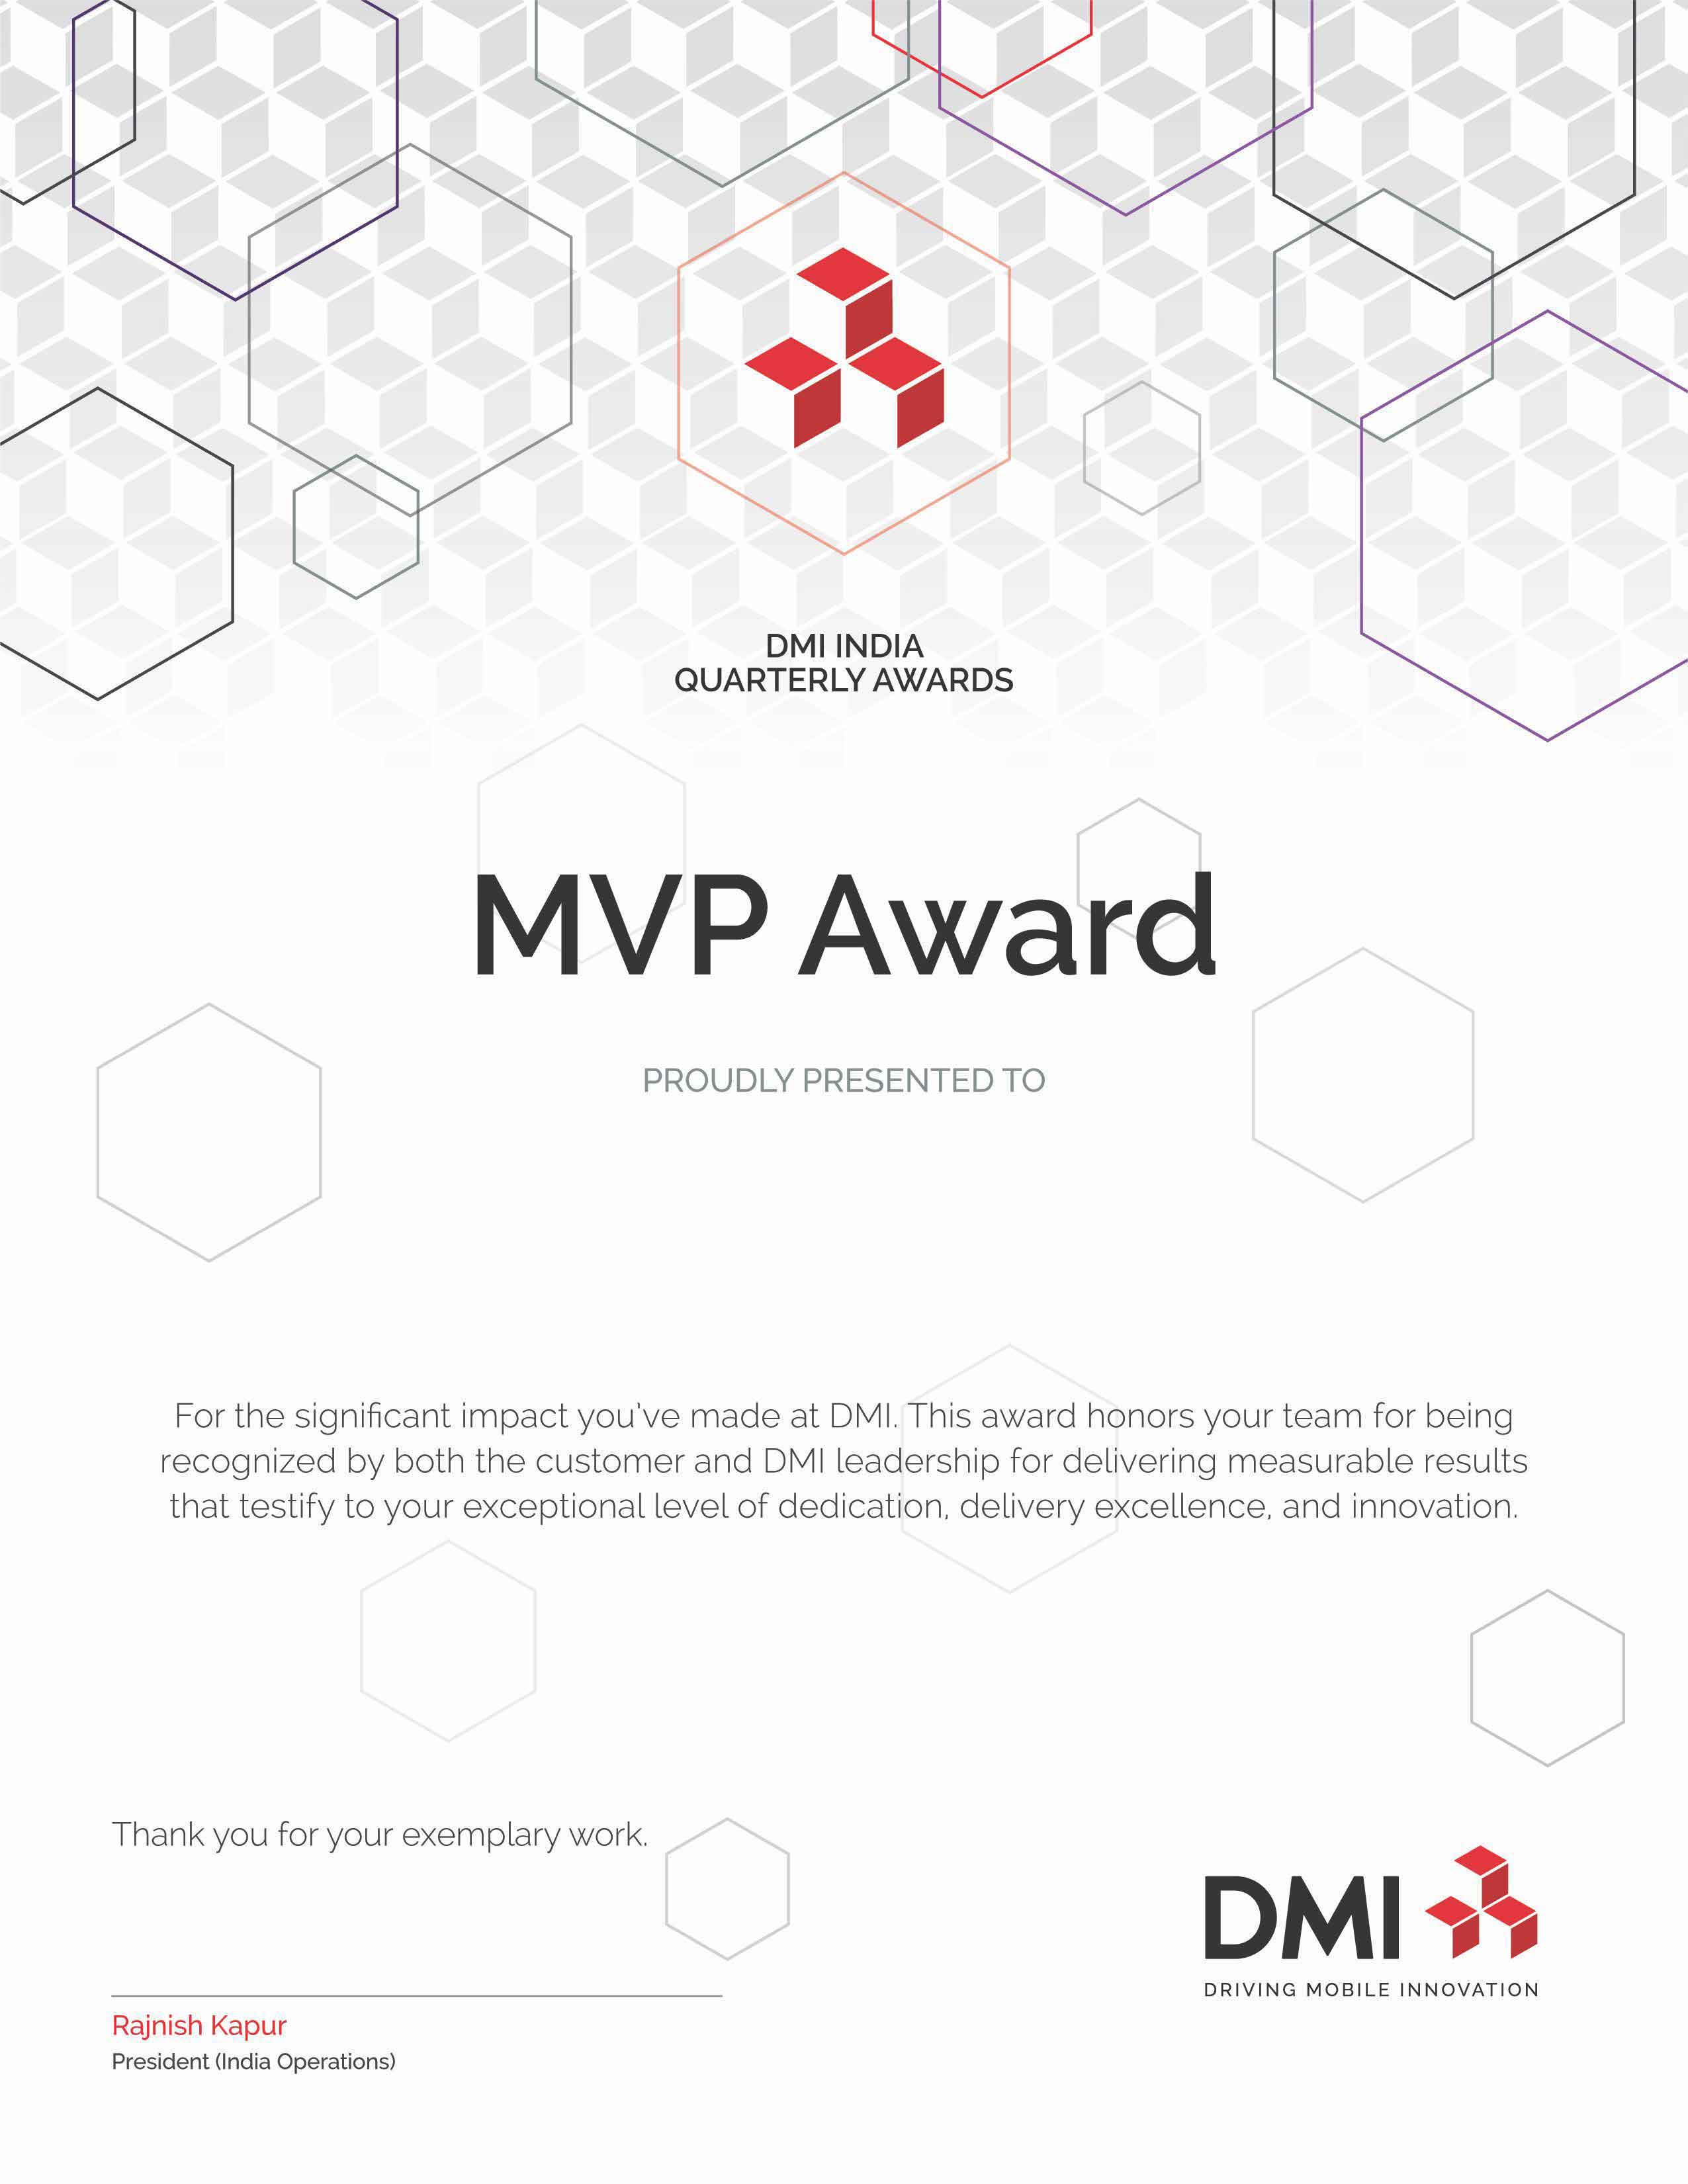 DMI INDIA
QUARTERLY AWARDS
MVP Award
PROUDLY PRESENTED TO
For the significant impact you've made at DMI. This award honors your team for being
recognized by both the customer and DMI leadership for delivering measurable results
that testify to your exceptional level of dedication, delivery excellence, and innovation.
Thank you for your exemplary work.
DMI
DRIVING MOBILE INNOVATION
Rajnish Kapur
President (India Operations)